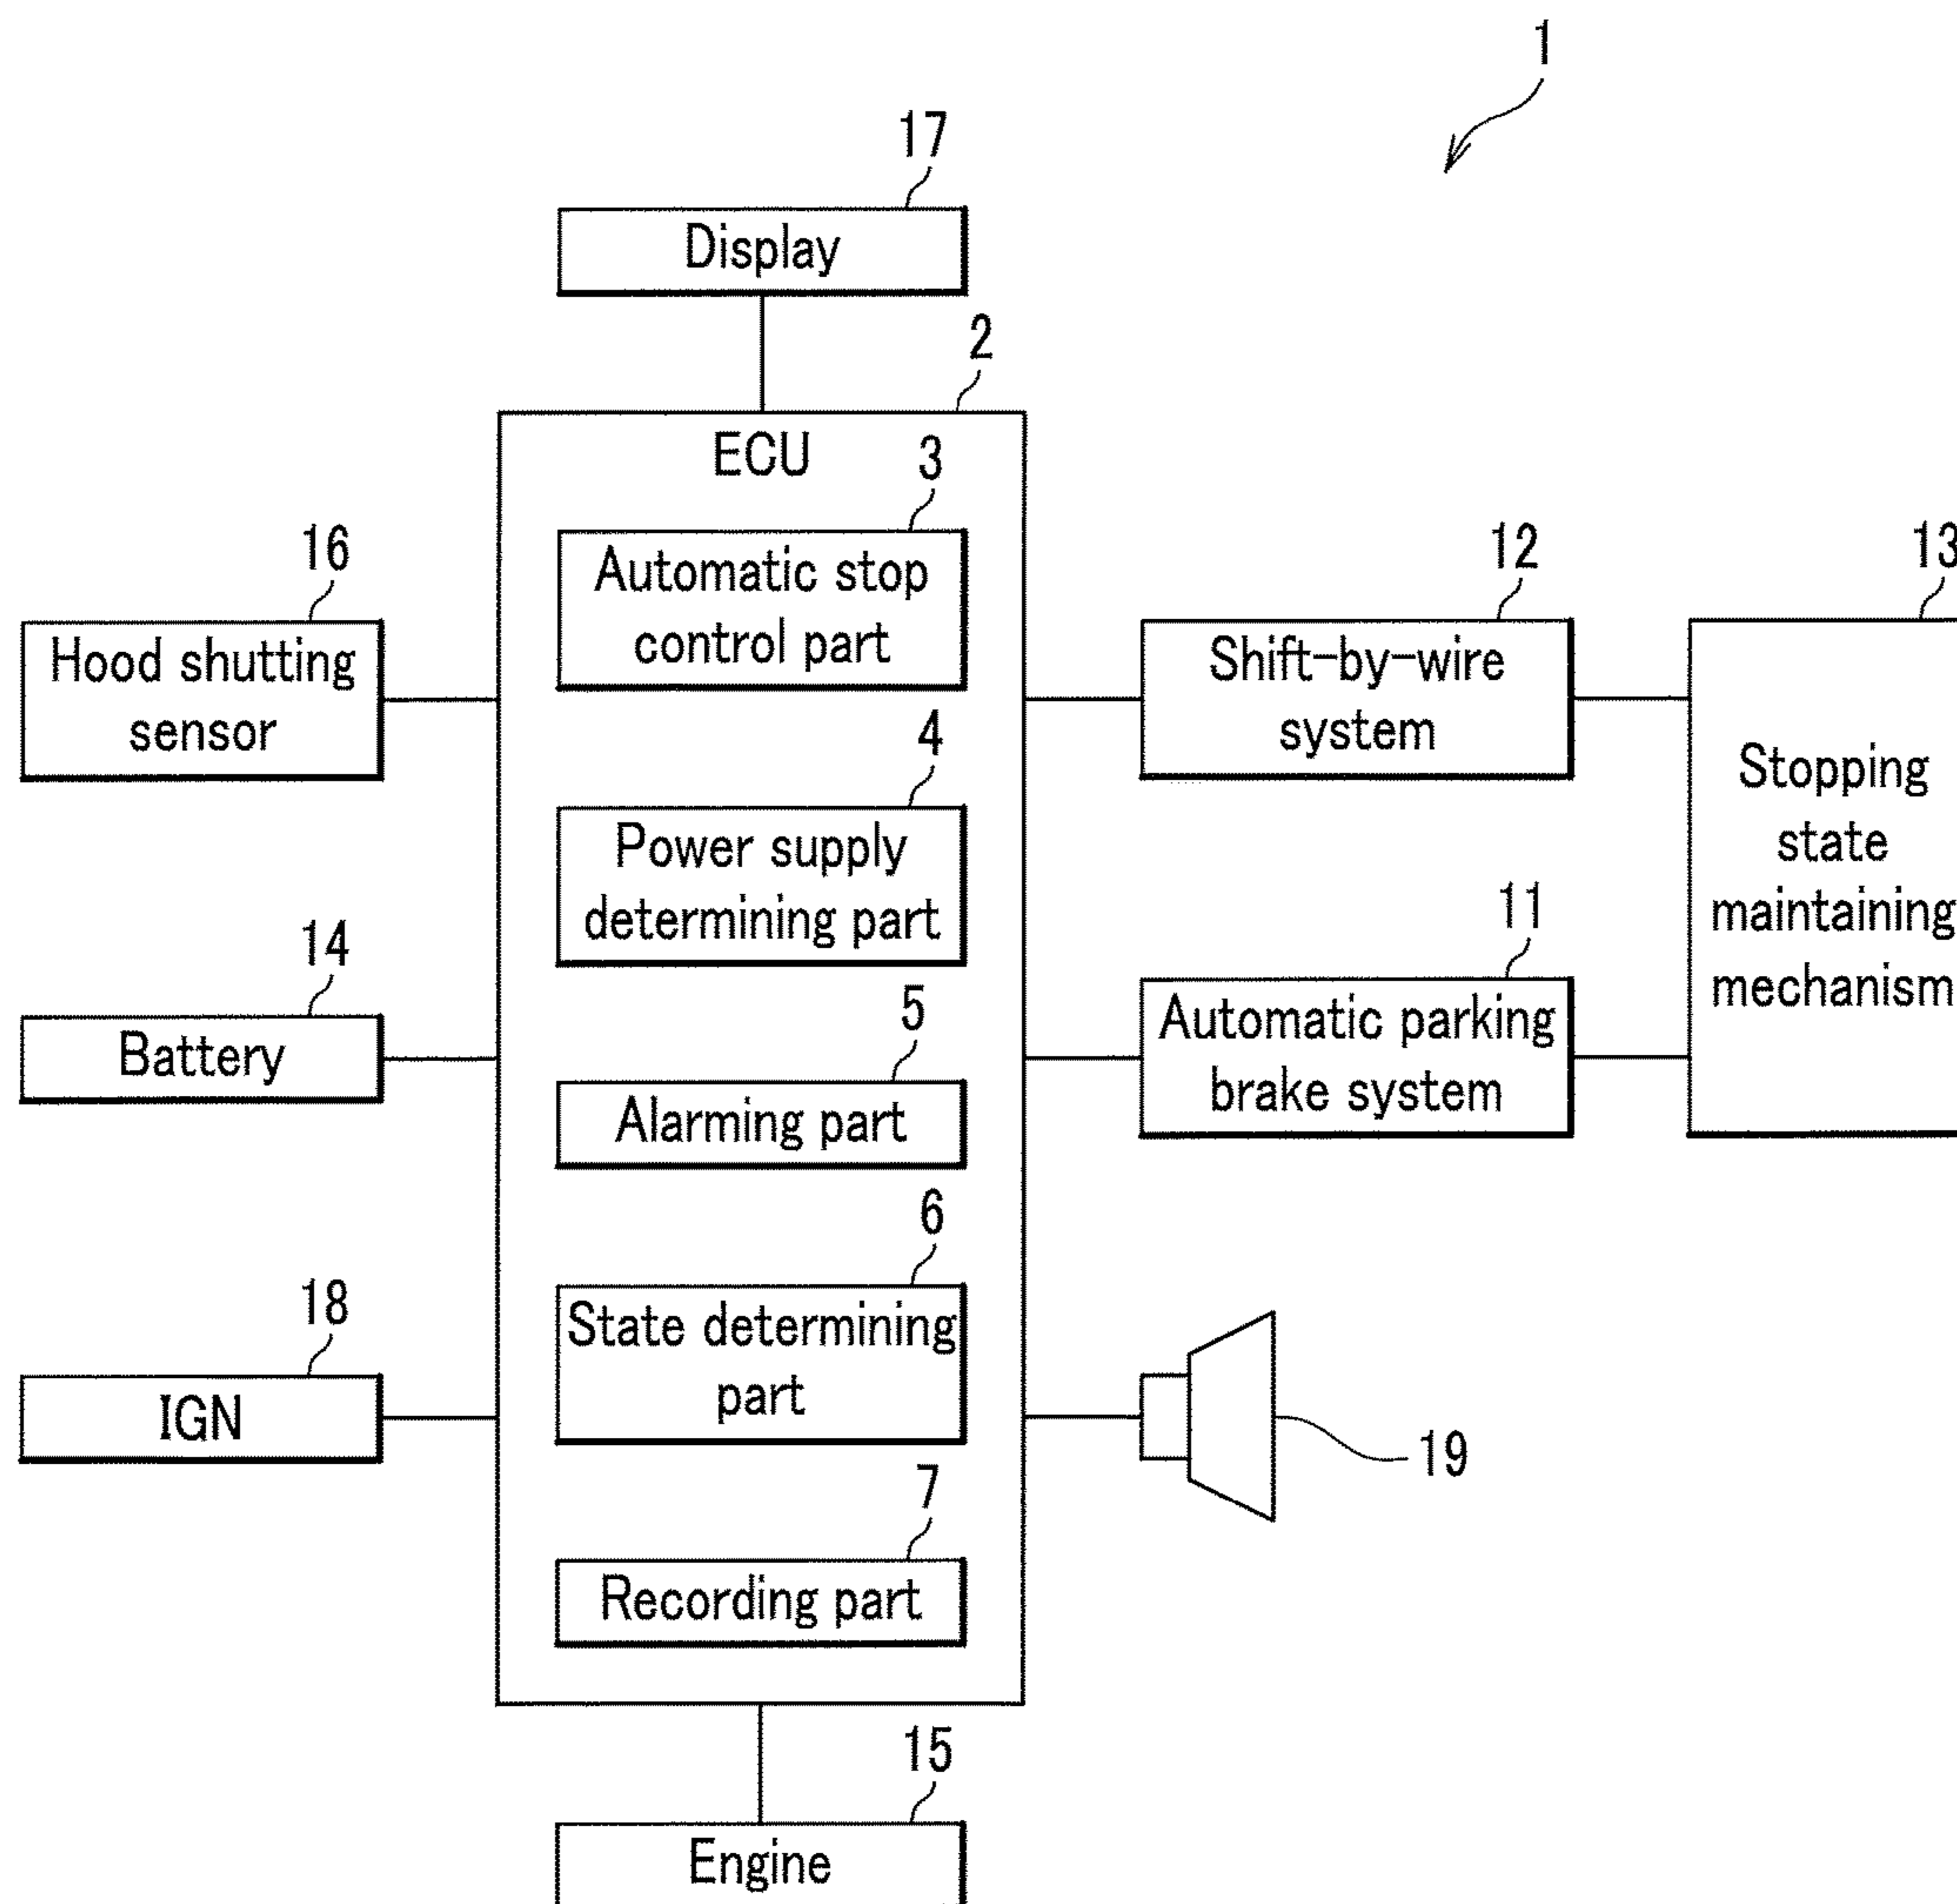 1
17
Display
2
ECU
3
Automatic stop
control part
16
Hood shutting
sensor
12
Shift-by-wire
system
13
Stopping
state
maintaining
mechanism
4
Power supply
determining part
14
Battery
11
Automatic parking
brake system
5
Alarming part
6
State determining
part
18
IGN
19
7
Recording part
15
Engine